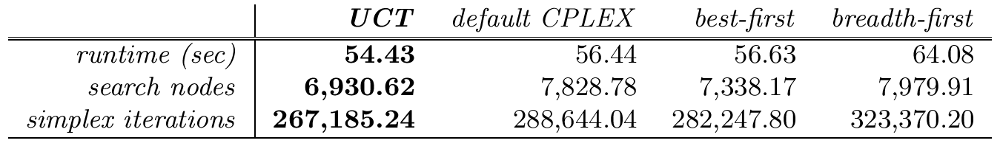 UCT default CPLEX best-first breadth-first
runtime (sec) 54.43 56.44 56.63 64.08
search nodes 6,930.62 7,828.78 7,338.17 7,979.91
simplex iterations 267,185.24 288,644.04 282,247.80 323,370.20